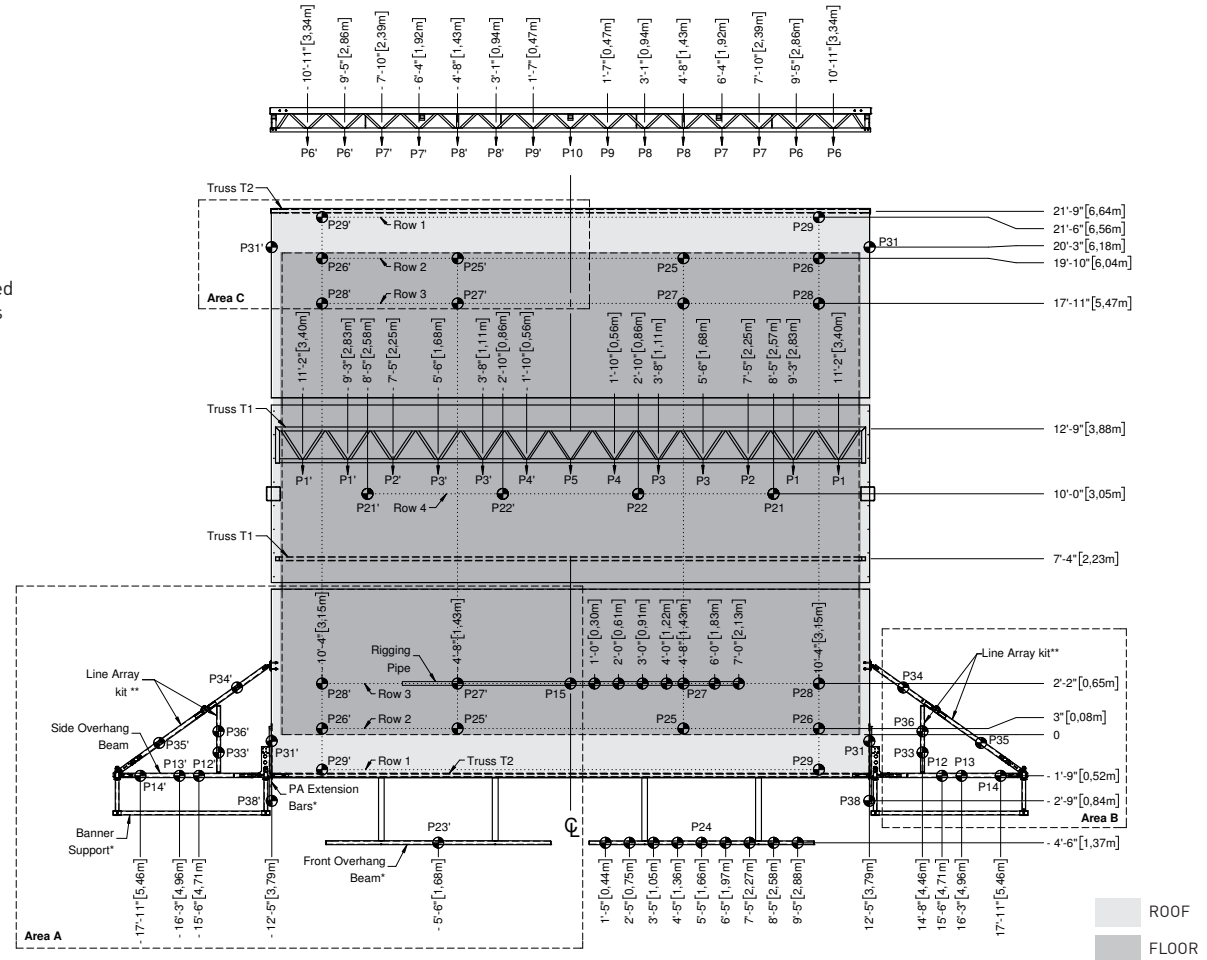 - 10'-11" [3,34m]
- 9'-5" [2,86m]
- 7'-10" [2,39m]
- 6'-4" [1,92m]
- 4'-8" [1,43m]
- 3'-1" [0,94m]
- 1'-7" [0,47m]
1'-7" [0,47m]
3'-1" [0,94m]
4'-8" [1,43m]
6'-4" [1,92m]
7'-10" [2,39m]
9'-5" [2,86m]
10'-11" [3,34m]
P6' P6' P7' P7' P8' P8' P9' P10 P9 P8 P8 P7 P7 P6 P6
Truss T2
P29' Row 1 P29
21'-9" [6,64m]
21'-6" [6,56m]
P31' P31
20'-3" [6,18m]
19'-10" [6,04m]
P26' Row 2 P25' P25 P26
ed
s
Area C
P28' Row 3 P27' P27 P28
17'-11" [5,47m]
- 11'-2" [3,40m]
- 9'-3" [2,83m]
- 8'-5" [2,58m]
- 7'-5" [2,25m]
- 5'-6" [1,68m]
- 3'-8" [1,11m]
- 2'-10" [0,86m]
- 1'-10" [0,56m]
1'-10" [0,56m]
2'-10" [0,86m]
3'-8" [1,11m]
5'-6" [1,68m]
7'-5" [2,25m]
8'-5" [2,57m]
9'-3" [2,83m]
11'-2" [3,40m]
Truss T1
12'-9" [3,88m]
P1' P1' P2' P3' P3' P4' P5 P4 P3 P3 P2 P1 P1
10'-0" [3,05m]
P21' Row 4 P22' P22 P21
Truss T1
7'-4" [2,23m]
- 10'-4" [3,15m]
- 4'-8" [1,43m]
1'-0" [0,30m]
2'-0" [0,61m]
3'-0" [0,91m]
4'-0" [1,22m]
4'-8" [1,43m]
6'-0" [1,83m]
7'-0" [2,13m]
10'-4" [3,15m]
Rigging
Pipe
Line Array
kit **
Line Array kit**
P34' P28' Row 3 P27' P15 P27 P28 P34
2'-2" [0,65m]
Side Overhang
Beam
P36' P26' Row 2 P25' P25 P26 P36
3" [0,08m]
0
P35' P33' P31' P31 P33 P35
P13' P12' P29' Row 1 Truss T2 P29 P12 P13
P14' P14
- 1'-9" [0,52m]
PA Extension
Bars*
P38' P38
- 2'-9" [0,84m]
Area B
Banner
Support*
P23' ℄ P24
- 4'-6" [1,37m]
Front Overhang
Beam*
- 17'-11" [5,46m]
- 16'-3" [4,96m]
- 15'-6" [4,71m]
- 12'-5" [3,79m]
- 5'-6" [1,68m]
1'-5" [0,44m]
2'-5" [0,75m]
3'-5" [1,05m]
4'-5" [1,36m]
5'-5" [1,66m]
6'-5" [1,97m]
7'-5" [2,27m]
8'-5" [2,58m]
9'-5" [2,88m]
12'-5" [3,79m]
14'-8" [4,46m]
15'-6" [4,71m]
16'-3" [4,96m]
17'-11" [5,46m]
Area A
ROOF
FLOOR